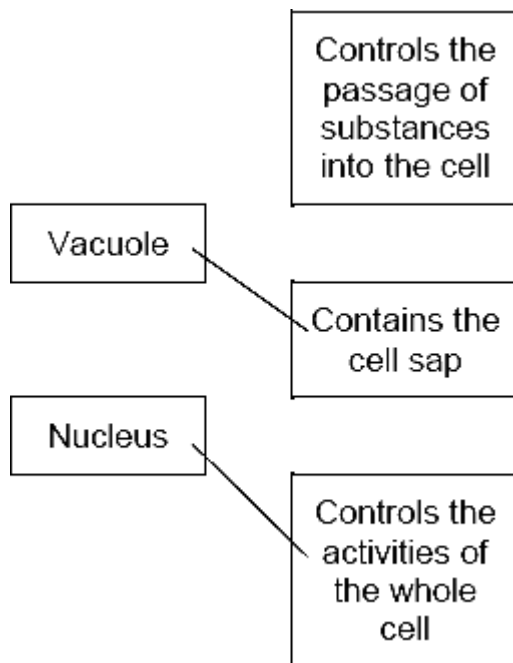 Controls the
passage of
substances
into the cell
Vacuole
Contains the
cell sap
Nucleus
Controls the
activities of
the whole
cell